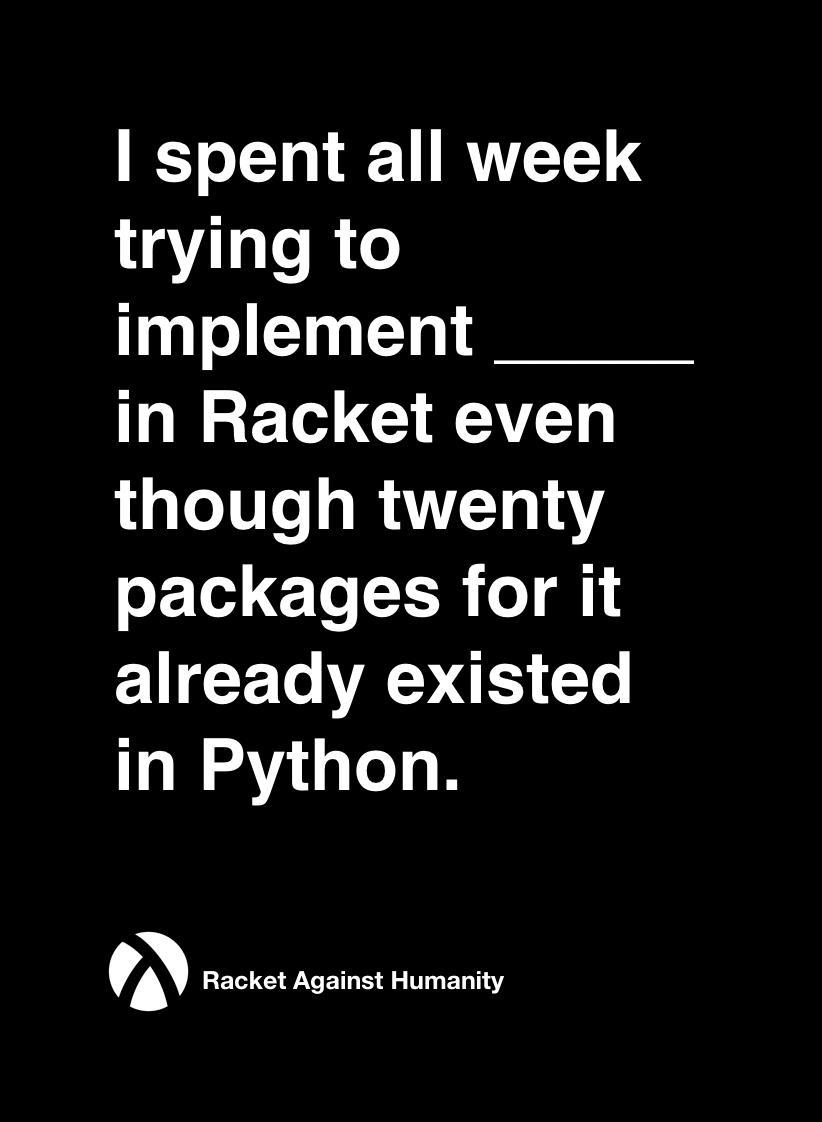 I spent all week
trying to
implement ______
in Racket even
though twenty
packages for it
already existed
in Python.
Racket Against Humanity